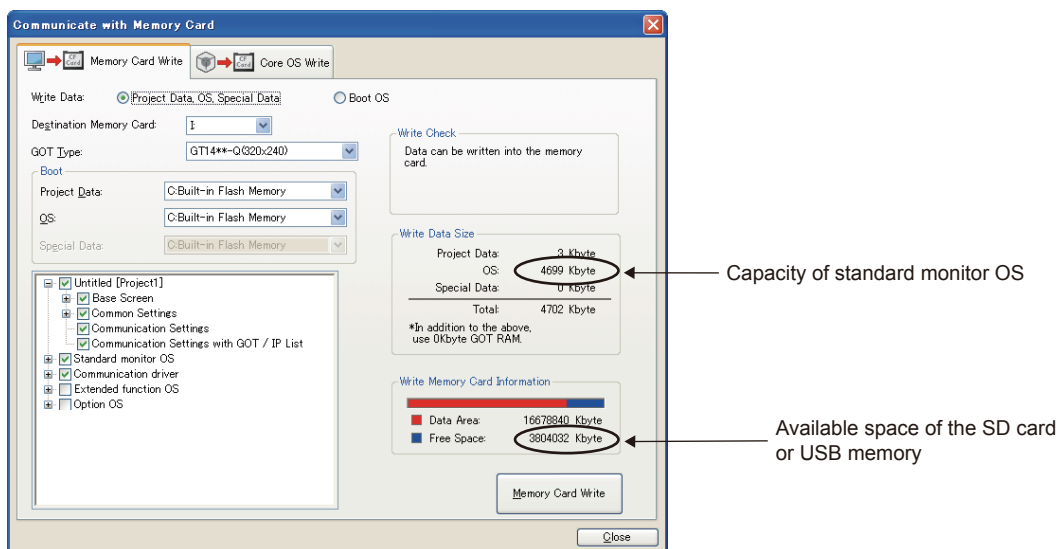 Communicate with Memory Card
CF Card Memory Card Write
CF Card Core OS Write
Write Data: Project Data, OS, Special Data Boot OS
Destination Memory Card: I:
GOT Type: GT14**-Q(320x240)
Boot
Project Data: C:Built-in Flash Memory
OS: C:Built-in Flash Memory
Special Data: C:Built-in Flash Memory
Untitled [Project1]
Base Screen
Common Settings
Communication Settings
Communication Settings with GOT / IP List
Standard monitor OS
Communication driver
Extended function OS
Option OS
Write Check
Data can be written into the memory
card.
Write Data Size
Project Data: 3 Kbyte
OS: 4699 Kbyte
Special Data: 0 Kbyte
Total: 4702 Kbyte
*In addition to the above,
use 0Kbyte GOT RAM.
Write Memory Card Information
Data Area: 16678840 Kbyte
Free Space: 3804032 Kbyte
Memory Card Write
Close
Capacity of standard monitor OS
Available space of the SD card
or USB memory